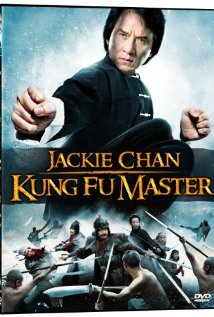 JACKIE CHAN
KUNG FU MASTER
DVD